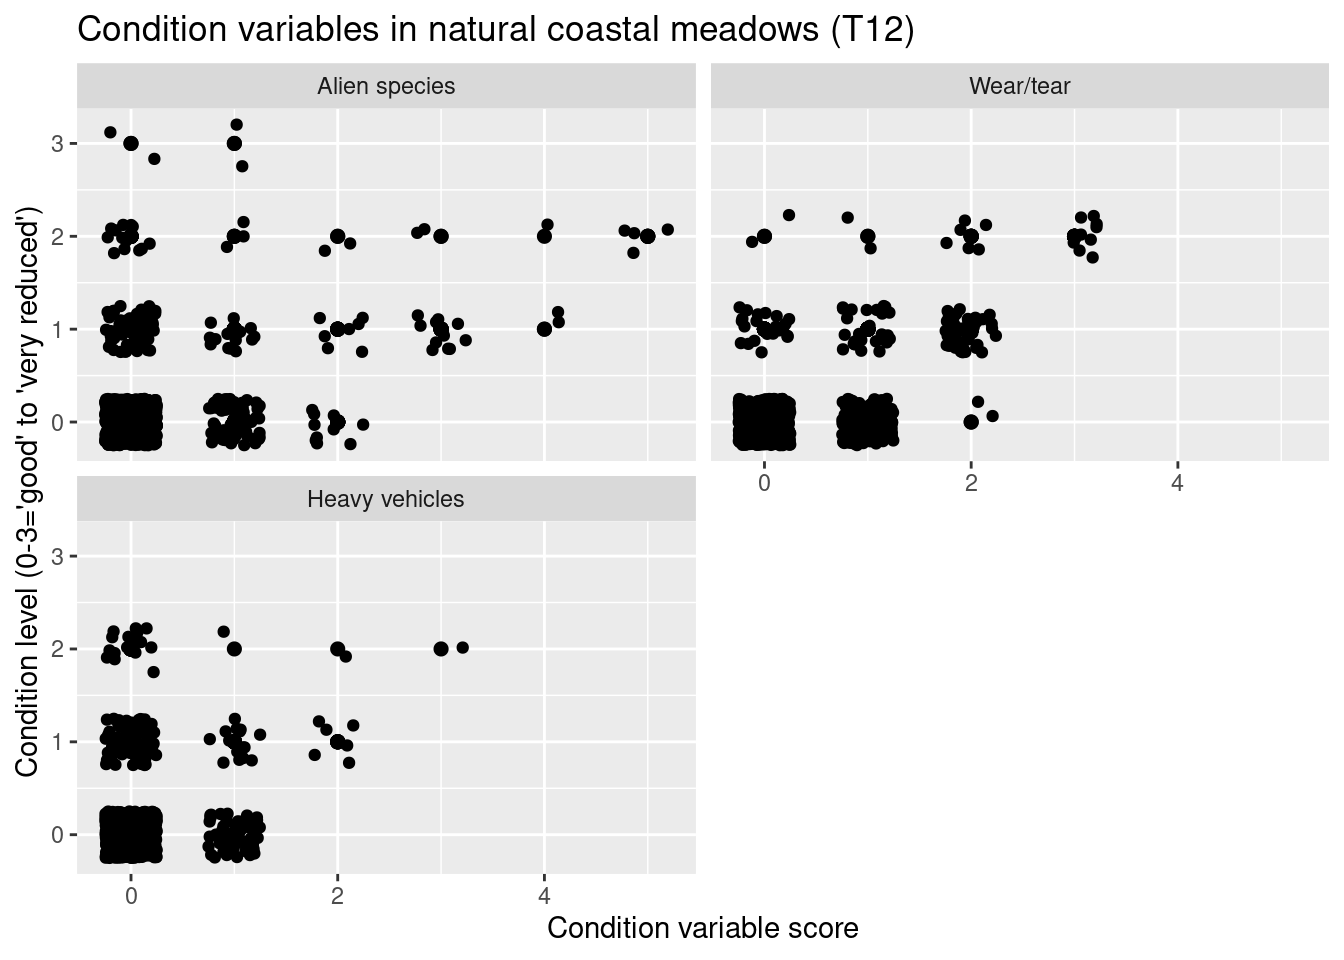 Condition variables in natural coastal meadows (T12)
Alien species
Wear/tear
3
2
1
0
0 2 4
Heavy vehicles
3
2
1
0
0 2 4
Condition level (0-3='good' to 'very reduced')
Condition variable score